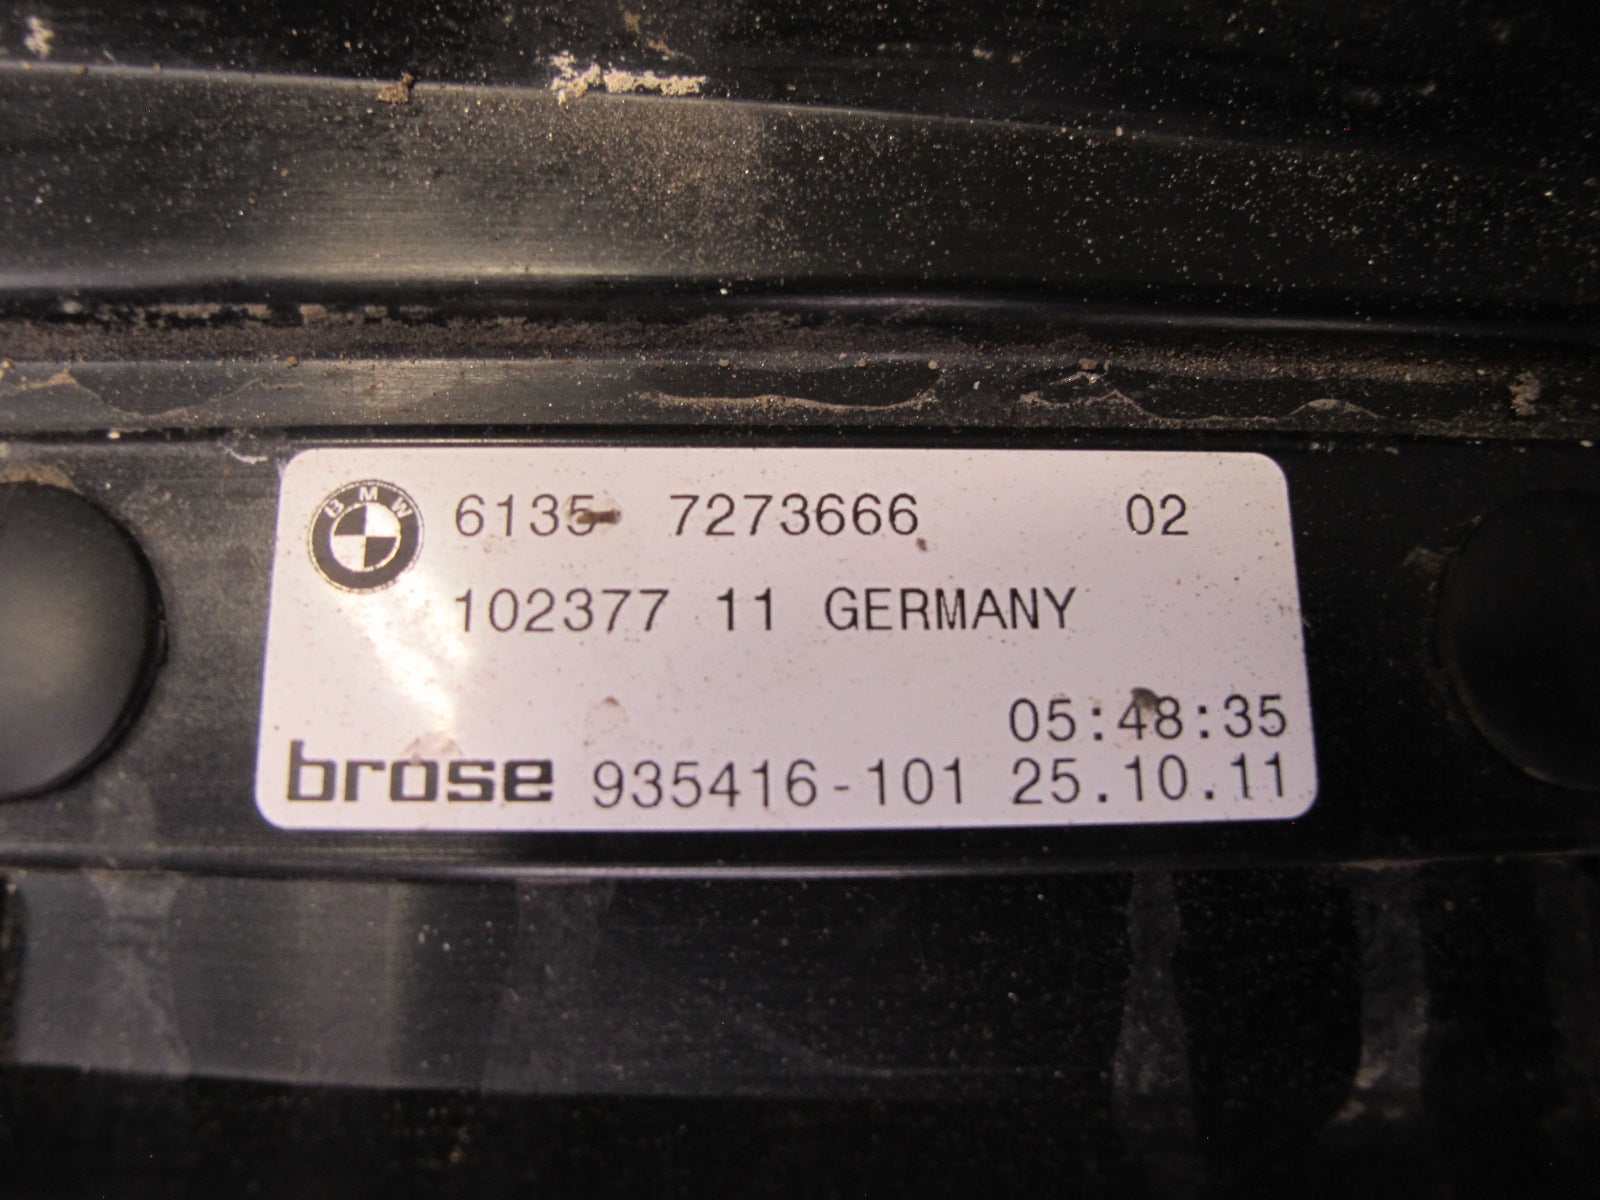 BMW
6135 7273666 02
102377 11 GERMANY
05:48:35
brose 935416-101 25.10.11